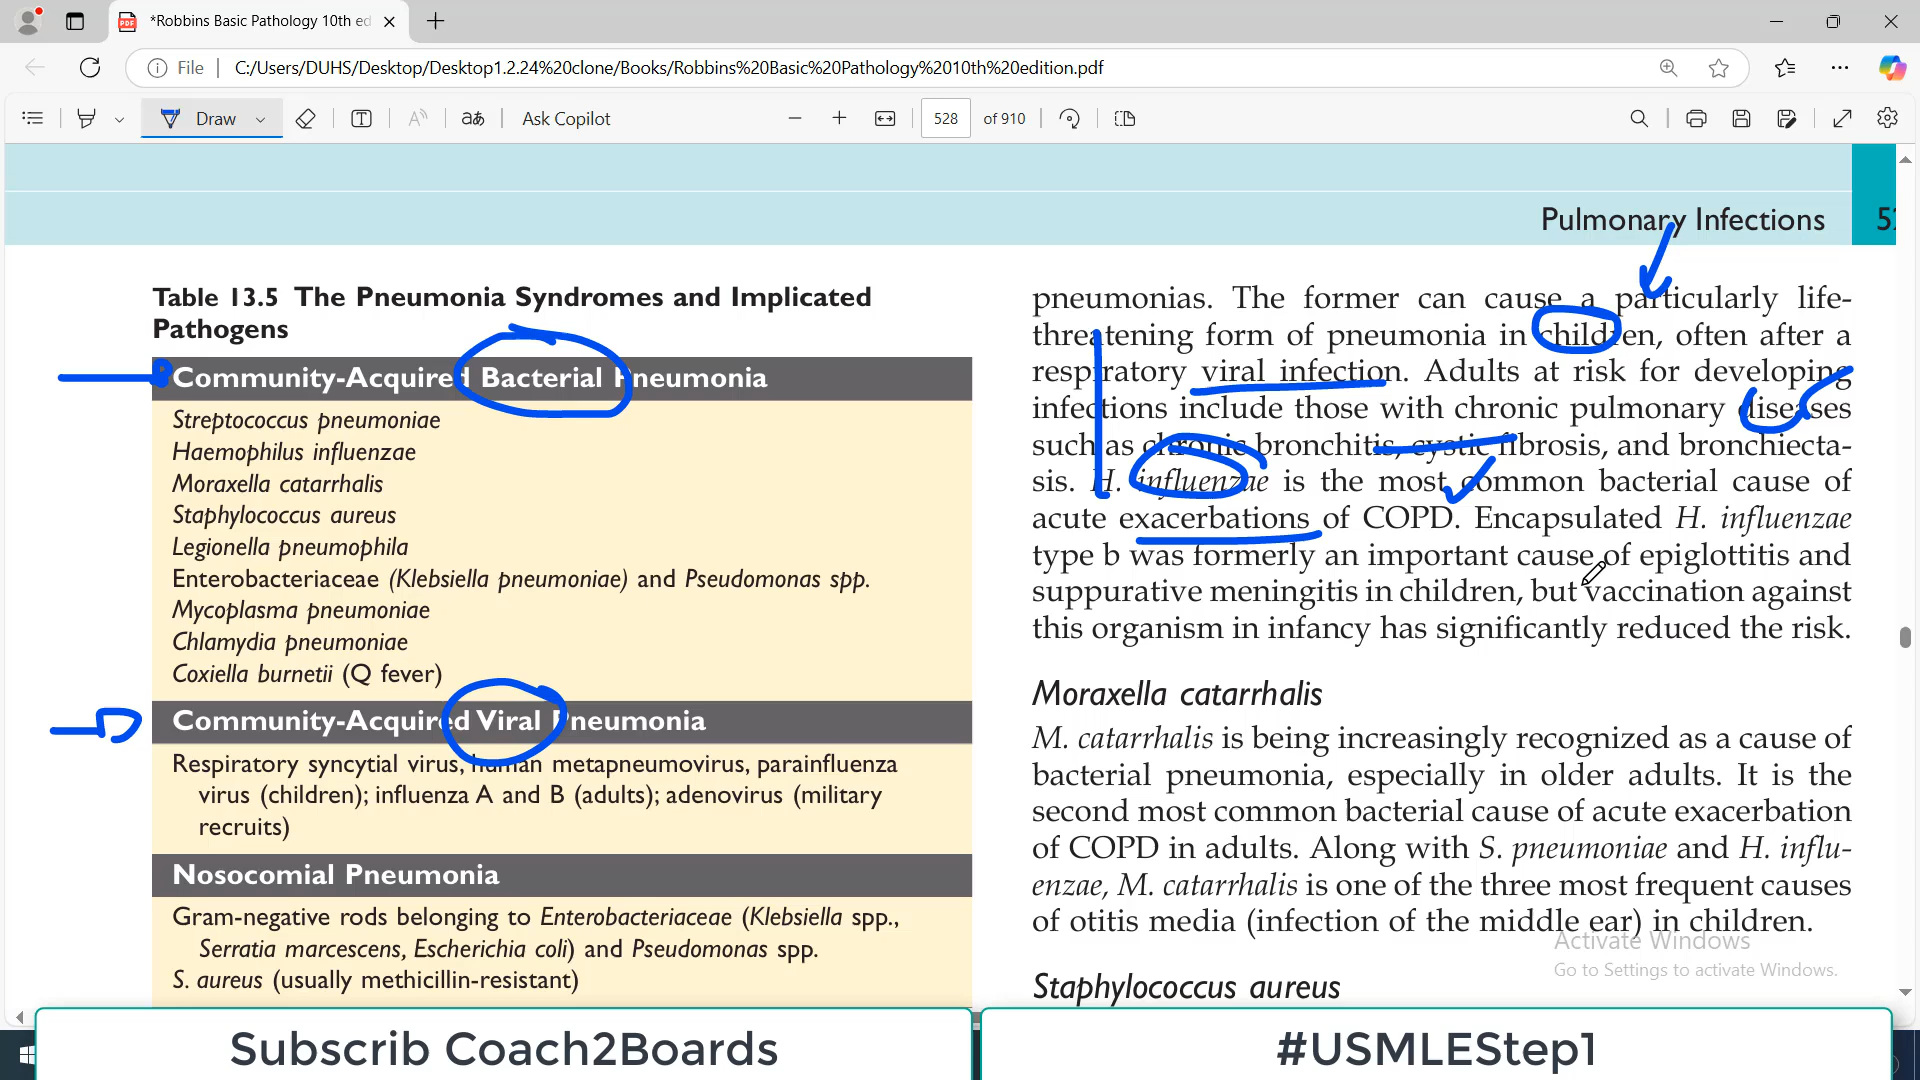 *Robbins Basic Pathology 10th ed
File
C:/Users/DUHS/Desktop/Desktop1.2.24%20clone/Books/Robbins%20Basic%20Pathology%2010th%20edition.pdf
Draw
Ask Copilot
528 of 910
Pulmonary Infections
Table 13.5 The Pneumonia Syndromes and Implicated
Pathogens
Community-Acquired Bacterial Pneumonia
Streptococcus pneumoniae
Haemophilus influenzae
Moraxella catarrhalis
Staphylococcus aureus
Legionella pneumophila
Enterobacteriaceae (Klebsiella pneumoniae) and Pseudomonas spp.
Mycoplasma pneumoniae
Chlamydia pneumoniae
Coxiella burnetii (Q fever)
Community-Acquired Viral Pneumonia
Respiratory syncytial virus, human metapneumovirus, parainfluenza
virus (children); influenza A and B (adults); adenovirus (military
recruits)
Nosocomial Pneumonia
Gram-negative rods belonging to Enterobacteriaceae (Klebsiella spp.,
Serratia marcescens, Escherichia coli) and Pseudomonas spp.
S. aureus (usually methicillin-resistant)
pneumonias. The former can cause a particularly life-
threatening form of pneumonia in children, often after a
respiratory viral infection. Adults at risk for developing
infections include those with chronic pulmonary diseases
such as chronic bronchitis, cystic fibrosis, and bronchiecta-
sis. H. influenzae is the most common bacterial cause of
acute exacerbations of COPD. Encapsulated H. influenzae
type b was formerly an important cause of epiglottitis and
suppurative meningitis in children, but vaccination against
this organism in infancy has significantly reduced the risk.
Moraxella catarrhalis
M. catarrhalis is being increasingly recognized as a cause of
bacterial pneumonia, especially in older adults. It is the
second most common bacterial cause of acute exacerbation
of COPD in adults. Along with S. pneumoniae and H. influ-
enzae, M. catarrhalis is one of the three most frequent causes
of otitis media (infection of the middle ear) in children.
Staphylococcus aureus
Activate Windows
Go to Settings to activate Windows.
Subscrib Coach2Boards
#USMLEStep1